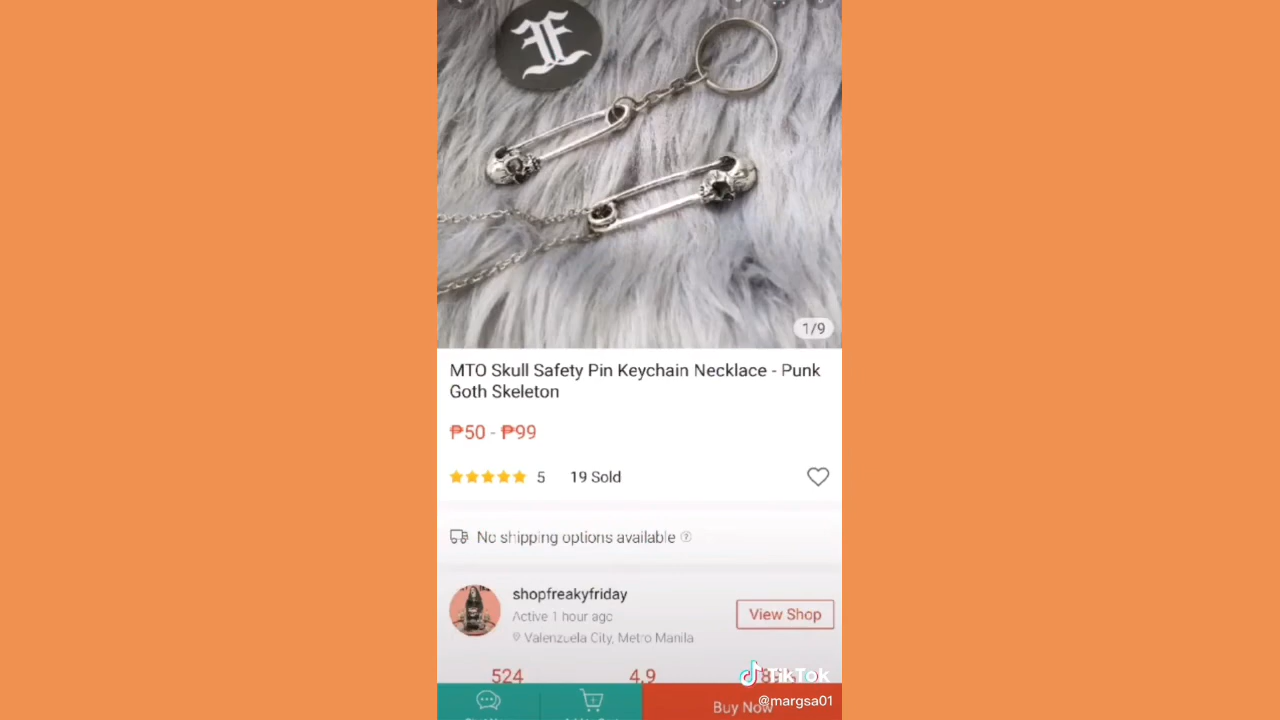 1/9
MTO Skull Safety Pin Keychain Necklace - Punk
Goth Skeleton
₱50 - ₱99
5 19 Sold
No shipping options available
shopfreakyfriday
Active 1 hour ago
View Shop
Valenzuela City, Metro Manila
524 4.9
TikTok
Buy Now
@margsa01